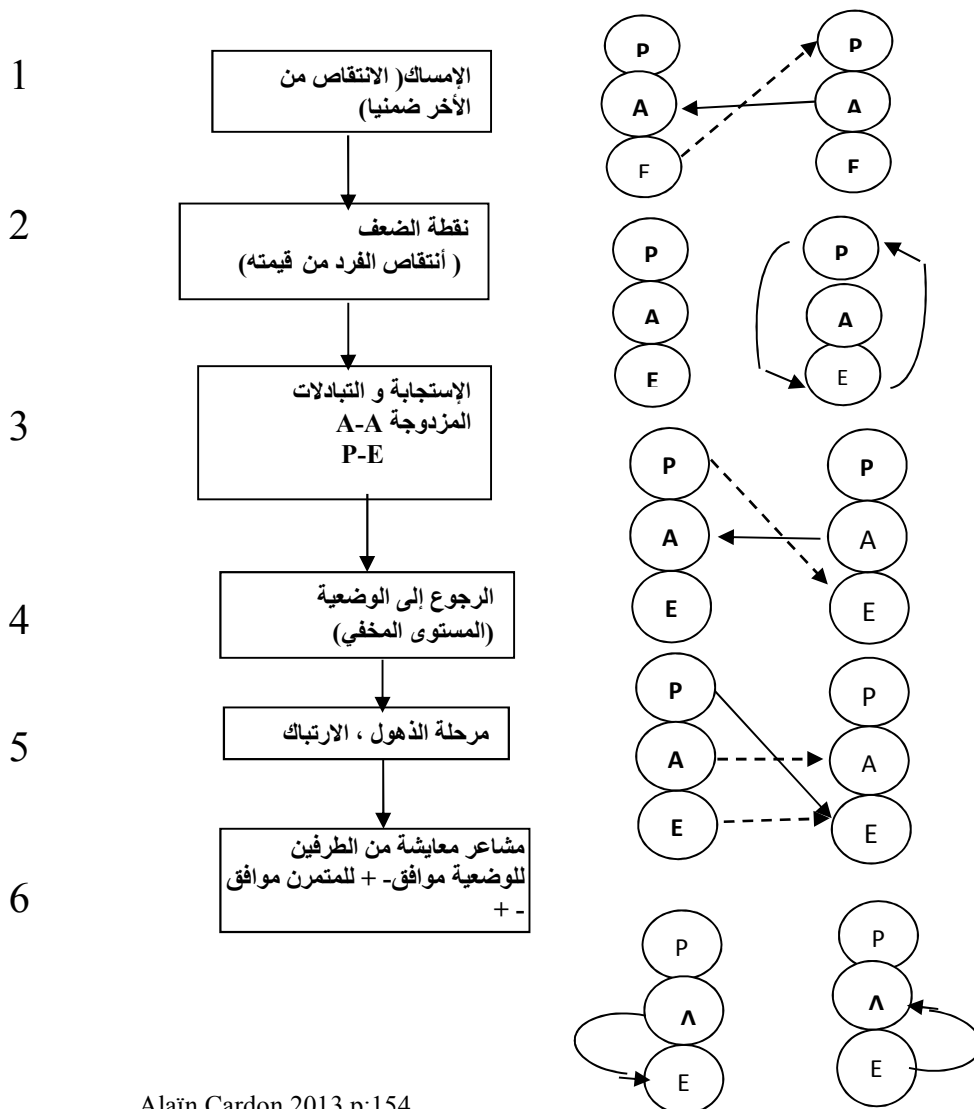 1
الإمساك( الانتقاص من
الأخر ضمنيا)
P
A
F
P
A
F
2
نقطة الضعف
( أنتقاص الفرد من قيمته)
P
A
E
P
A
E
3
الإستجابة و التبادلات
المزدوجة A-A
P-E
P
A
E
P
A
E
4
الرجوع إلى الوضعية
(المستوى المخفي)
P
A
E
P
A
E
5
مرحلة الذهول ، الارتباك
6
مشاعر معايشة من الطرفين
للوضعية موافق- + للمتمرن موافق
- +
P
A
E
P
A
E
Alaïn Cardon 2013 p:154